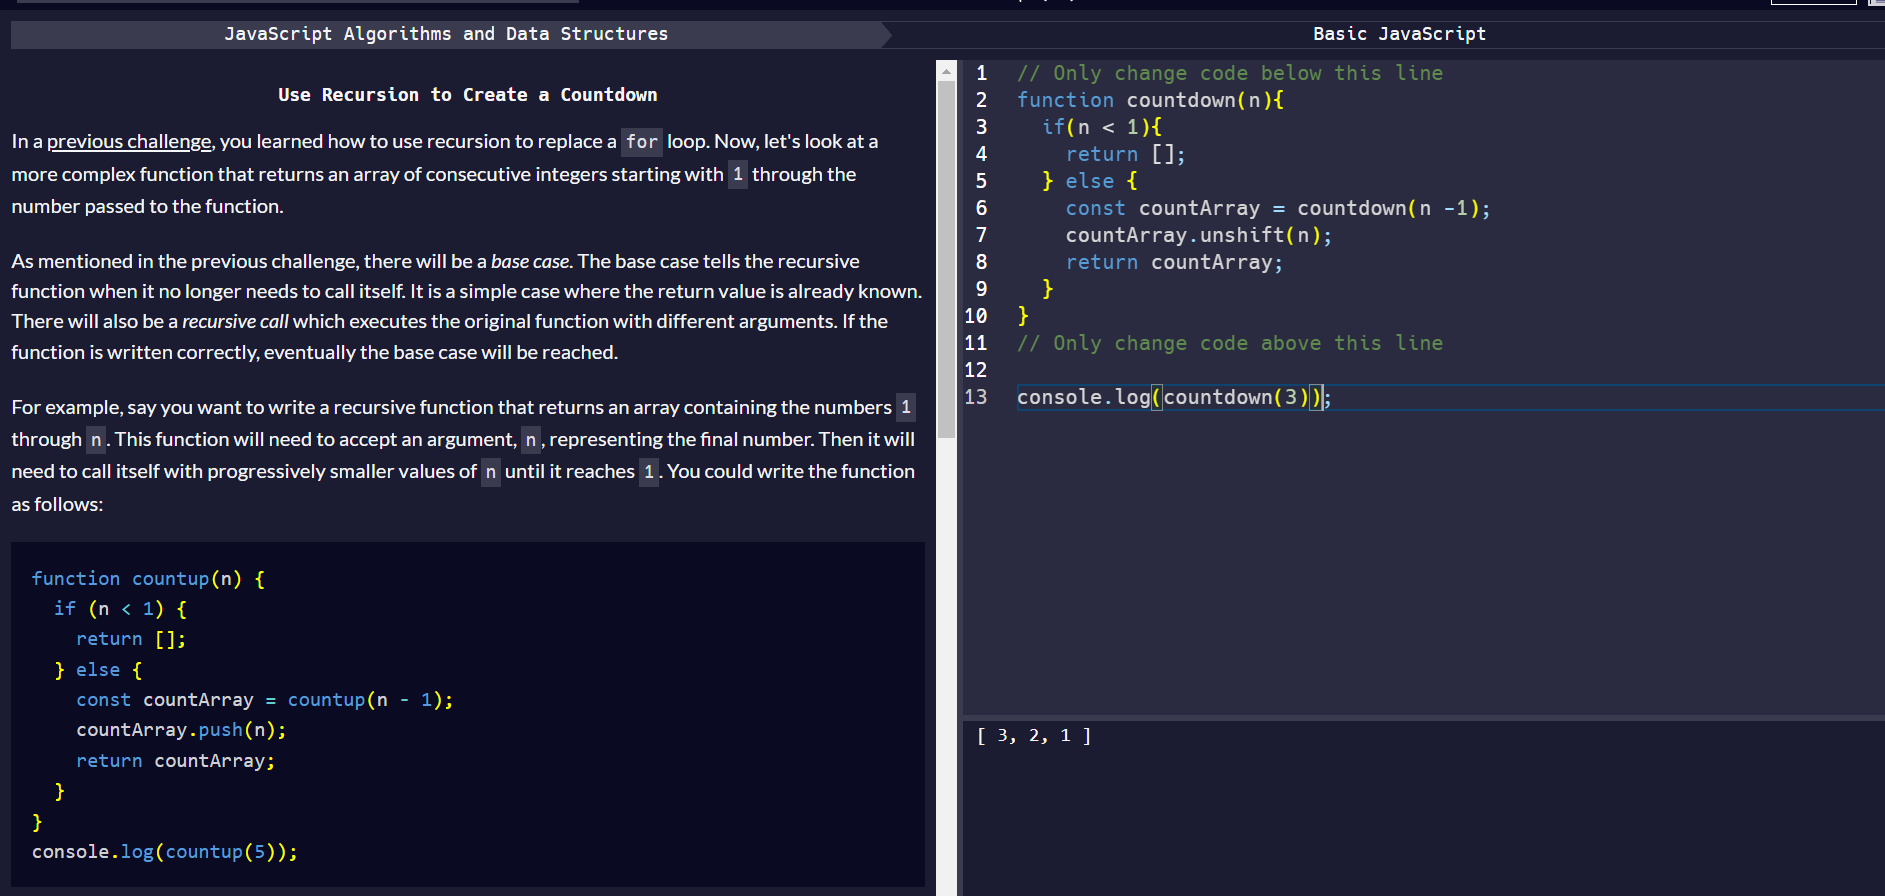 JavaScript Algorithms and Data Structures
Basic JavaScript
Use Recursion to Create a Countdown
In a previous challenge, you learned how to use recursion to replace a for loop. Now, let's look at a
more complex function that returns an array of consecutive integers starting with 1 through the
number passed to the function.
As mentioned in the previous challenge, there will be a base case. The base case tells the recursive
function when it no longer needs to call itself. It is a simple case where the return value is already known.
There will also be a recursive call which executes the original function with different arguments. If the
function is written correctly, eventually the base case will be reached.
For example, say you want to write a recursive function that returns an array containing the numbers 1
through n. This function will need to accept an argument, n, representing the final number. Then it will
need to call itself with progressively smaller values of n until it reaches 1. You could write the function
as follows:
function countup(n) {
  if (n < 1) {
    return [];
  } else {
    const countArray = countup(n - 1);
    countArray.push(n);
    return countArray;
  }
}
console.log(countup(5));
1 // Only change code below this line
2 function countdown(n){
3   if(n < 1){
4     return [];
5   } else {
6     const countArray = countdown(n -1);
7     countArray.unshift(n);
8     return countArray;
9   }
10 }
11 // Only change code above this line
12
13 console.log(countdown(3));
[ 3, 2, 1 ]